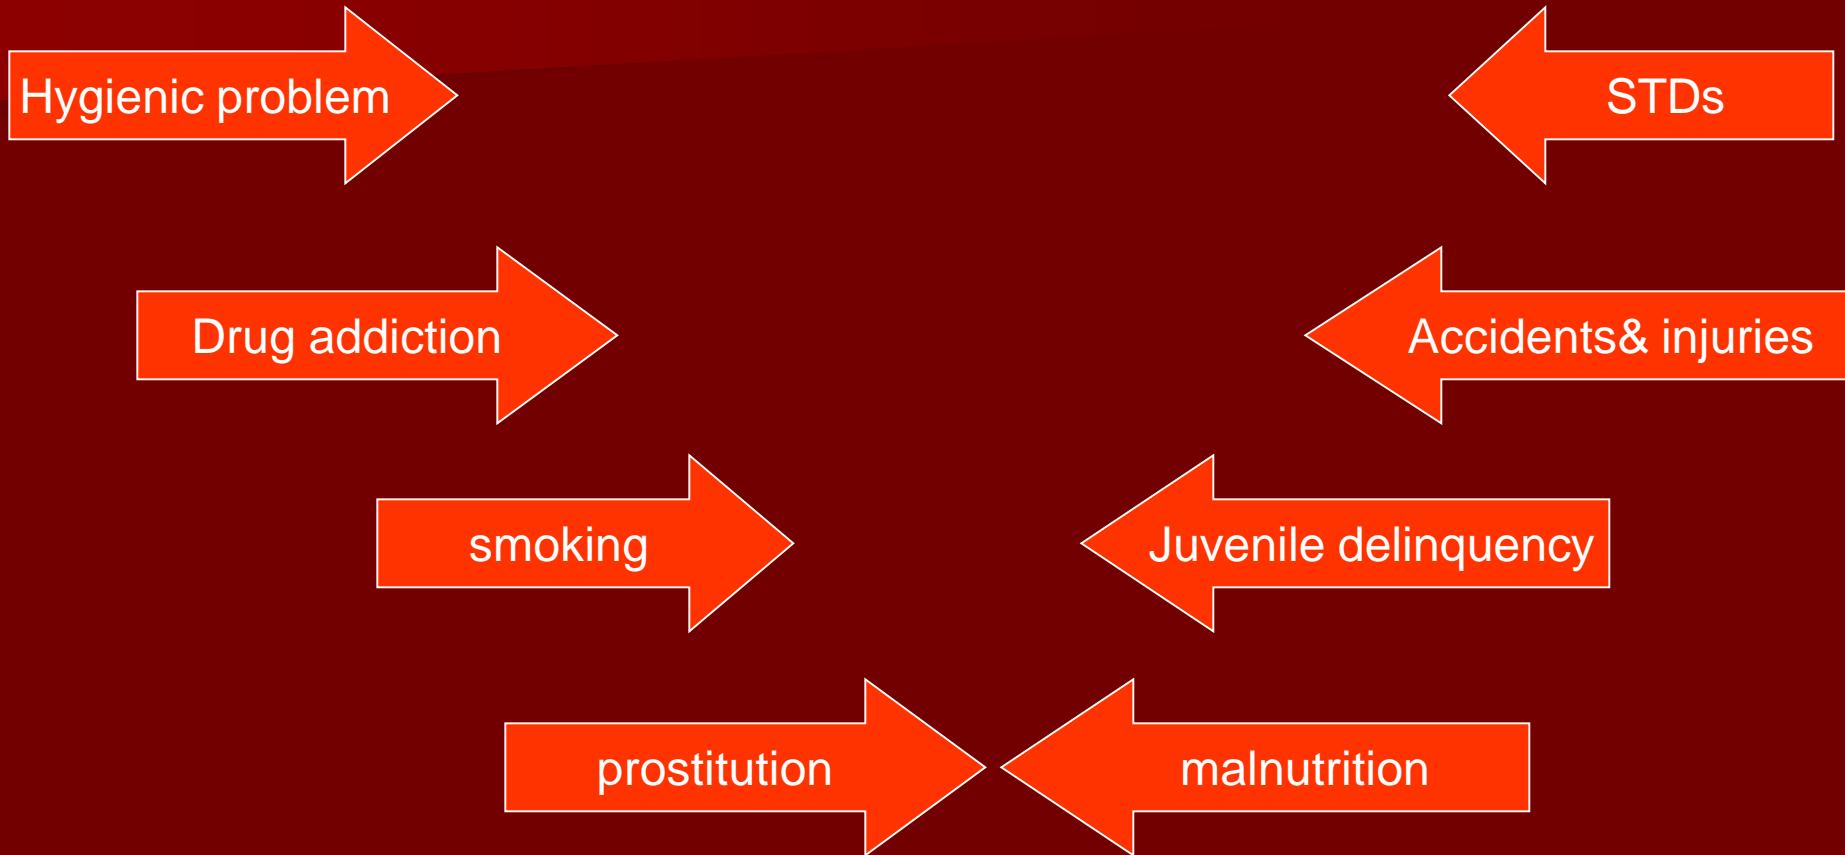 Hygienic problem
STDs
Drug addiction
Accidents& injuries
smoking
Juvenile delinquency
prostitution
malnutrition